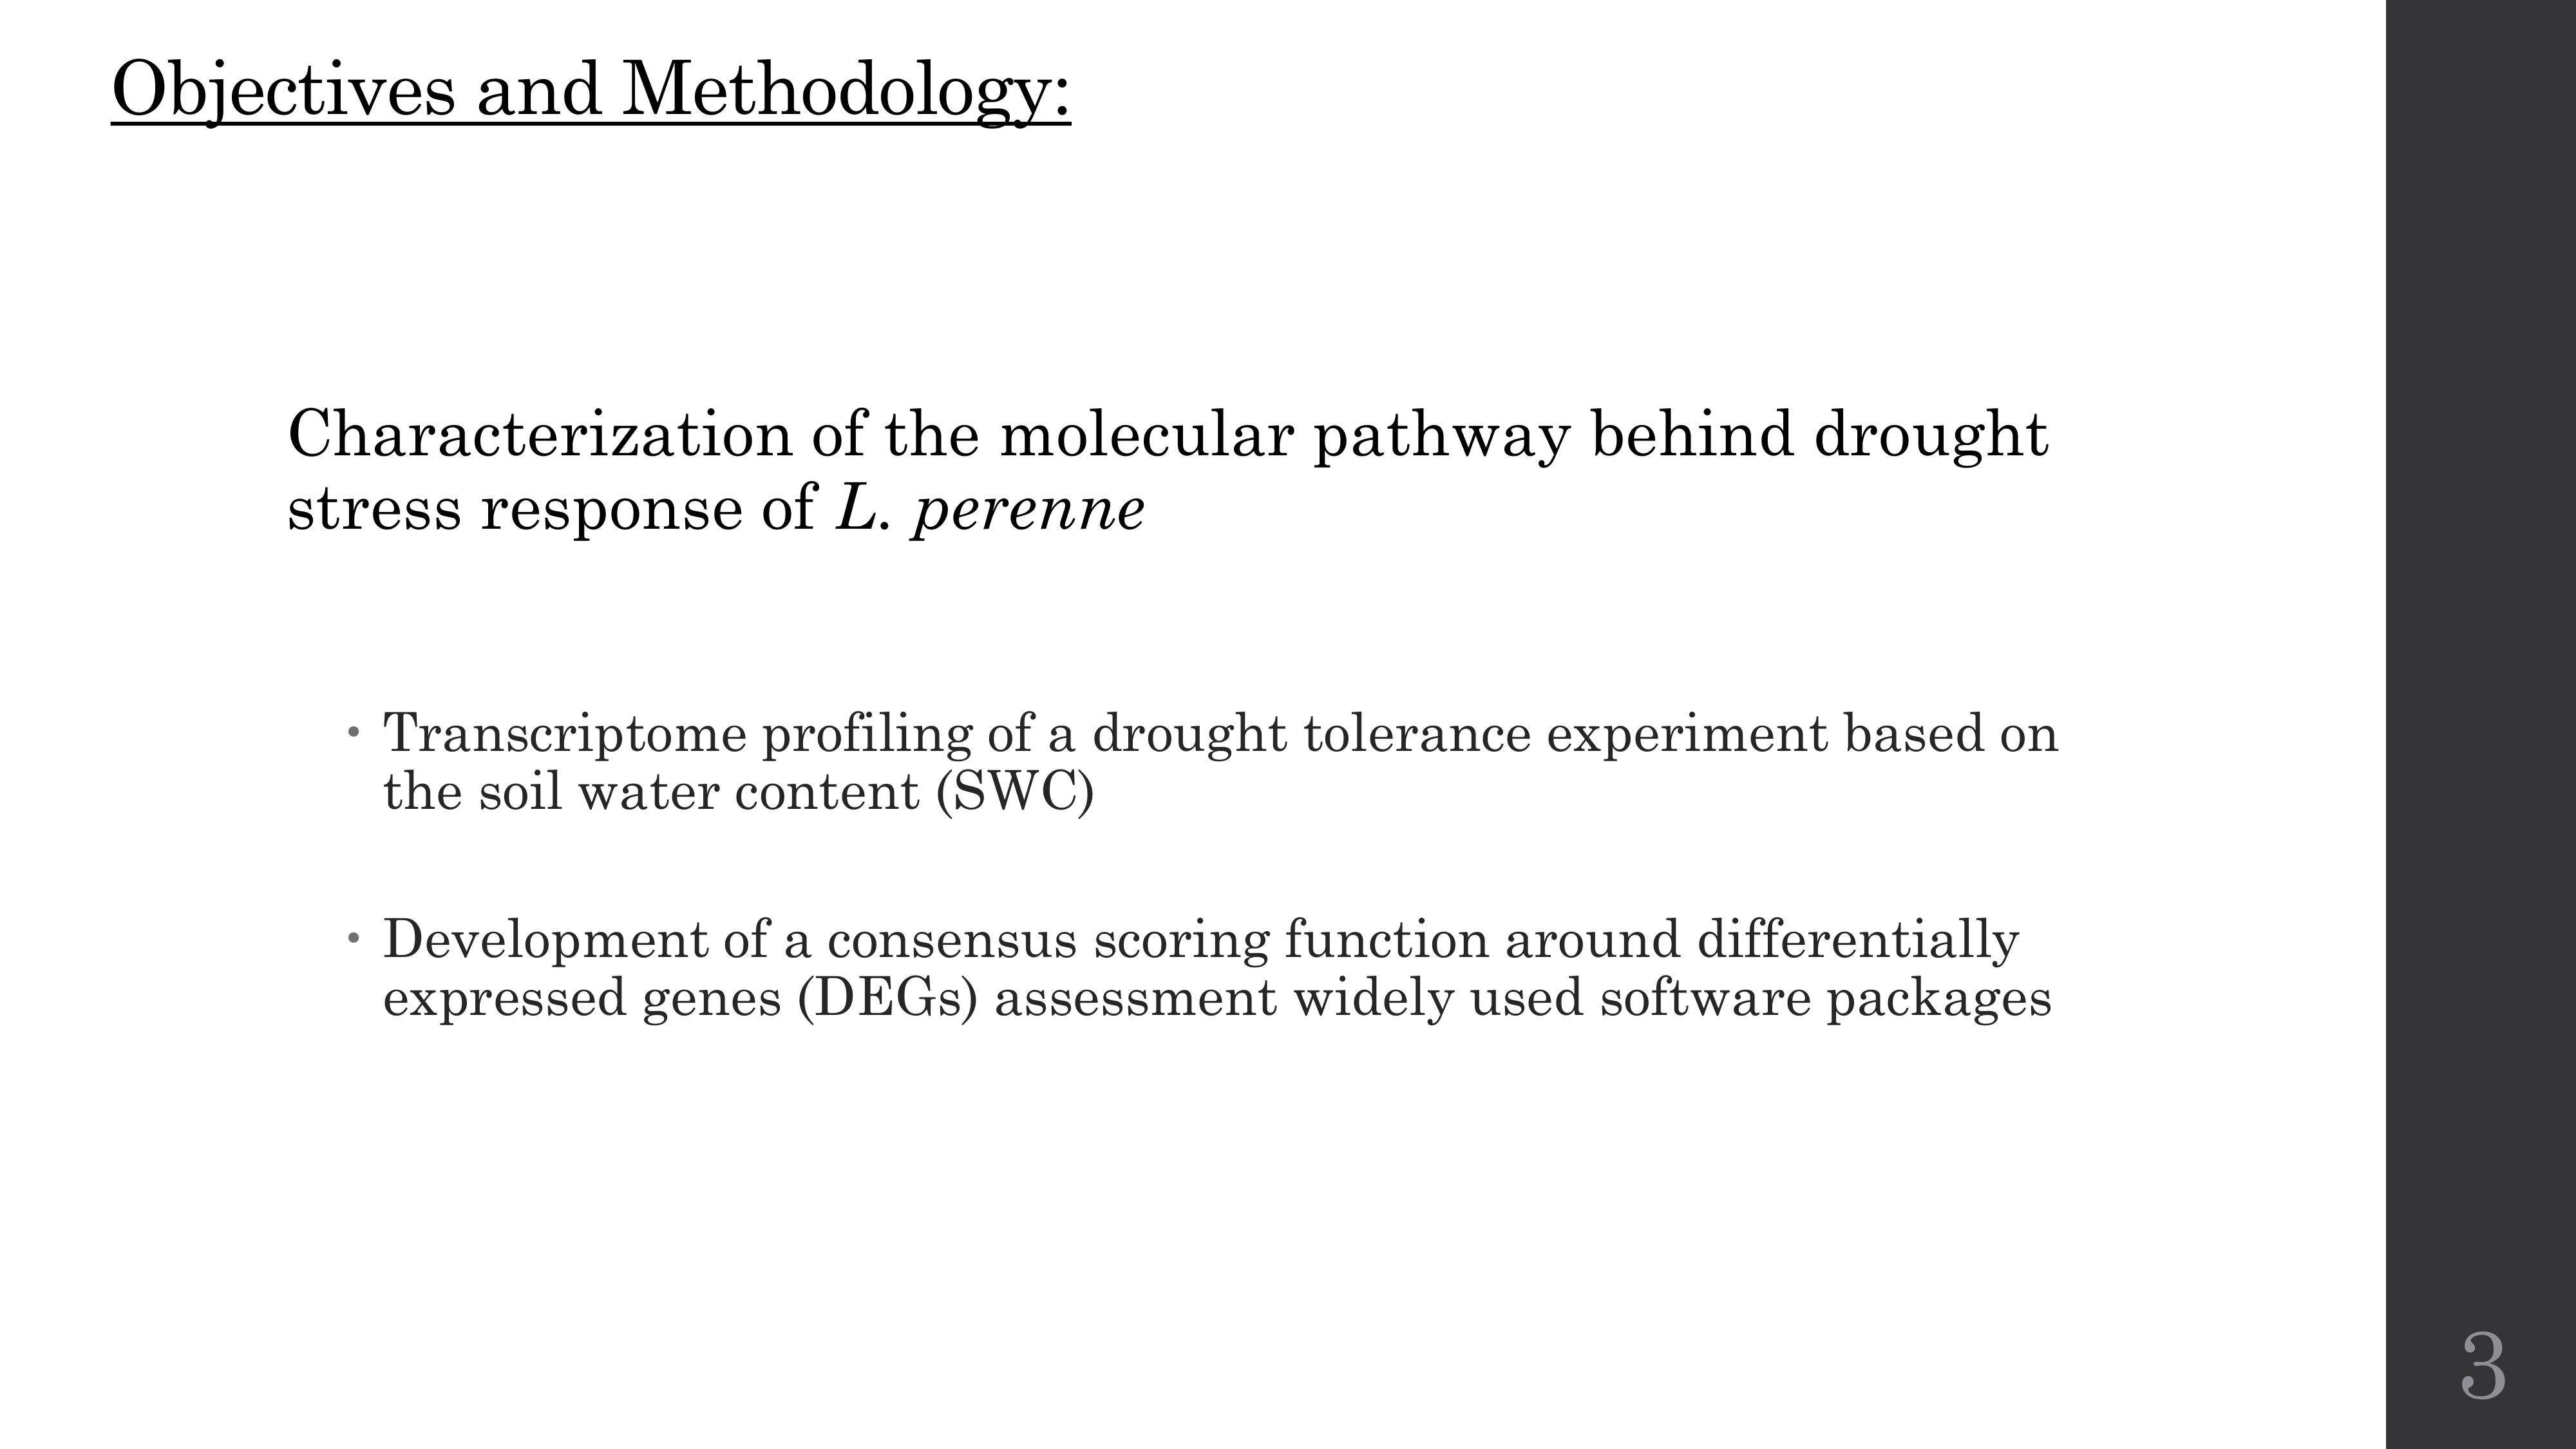 Objectives and Methodology:
Characterization of the molecular pathway behind drought
stress response of L. perenne
• Transcriptome profiling of a drought tolerance experiment based on
the soil water content (SWC)
• Development of a consensus scoring function around differentially
expressed genes (DEGs) assessment widely used software packages
3